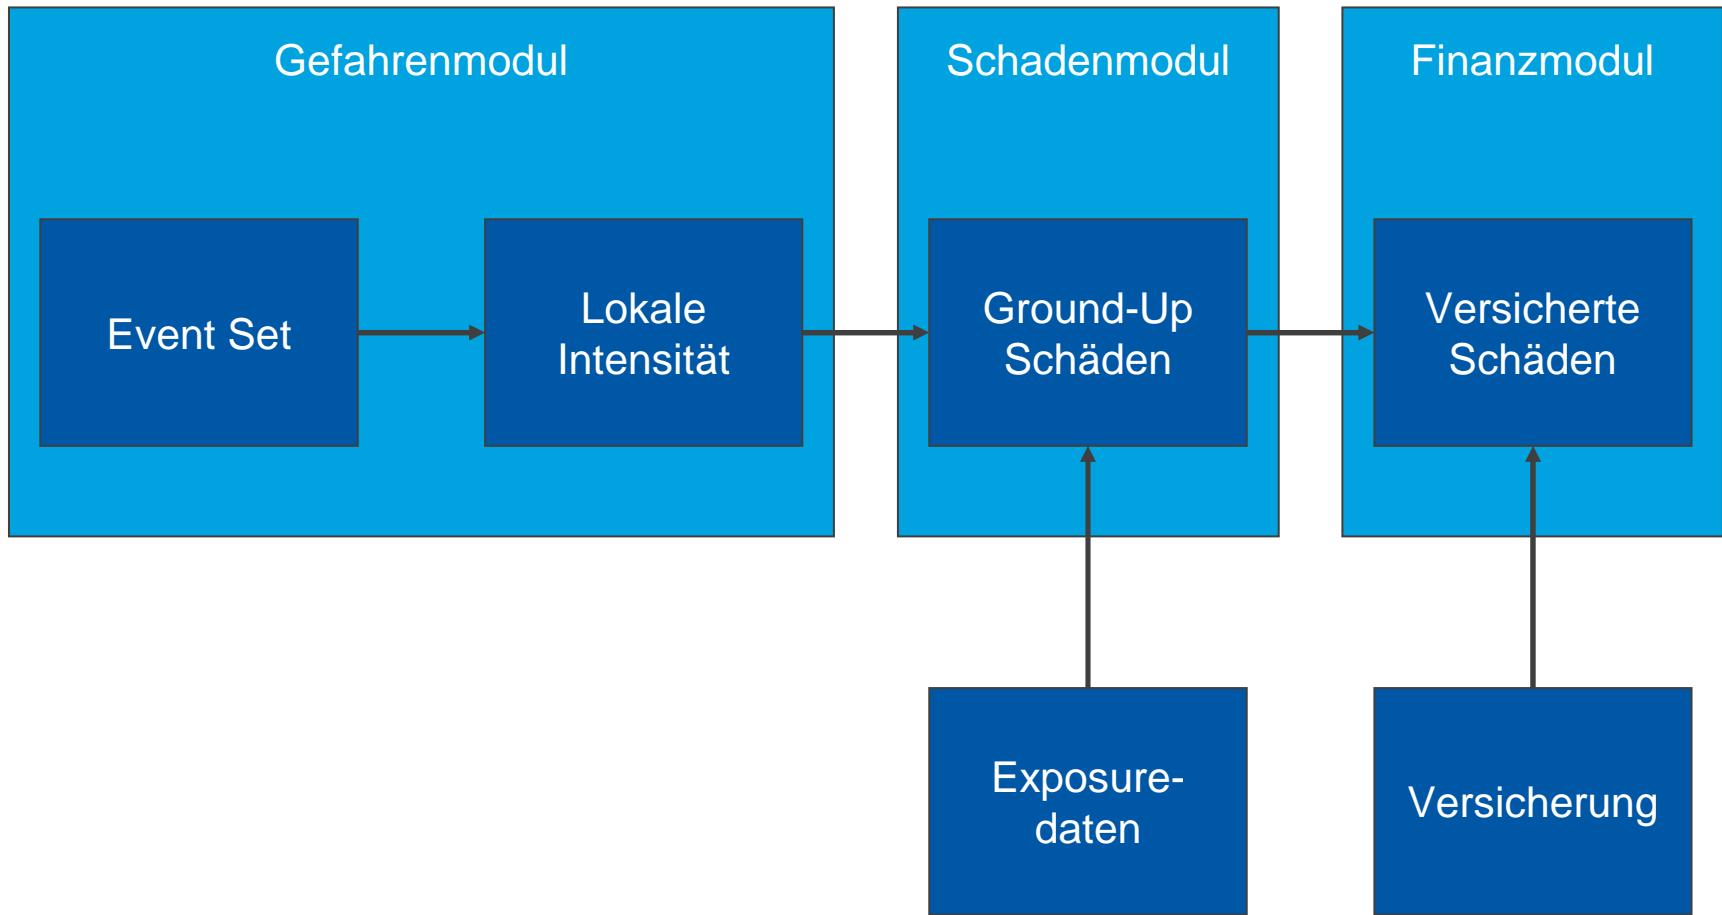 Gefahrenmodul
Schadenmodul
Finanzmodul
Event Set
Lokale
Intensität
Ground-Up
Schäden
Versicherte
Schäden
Exposure-
daten
Versicherung